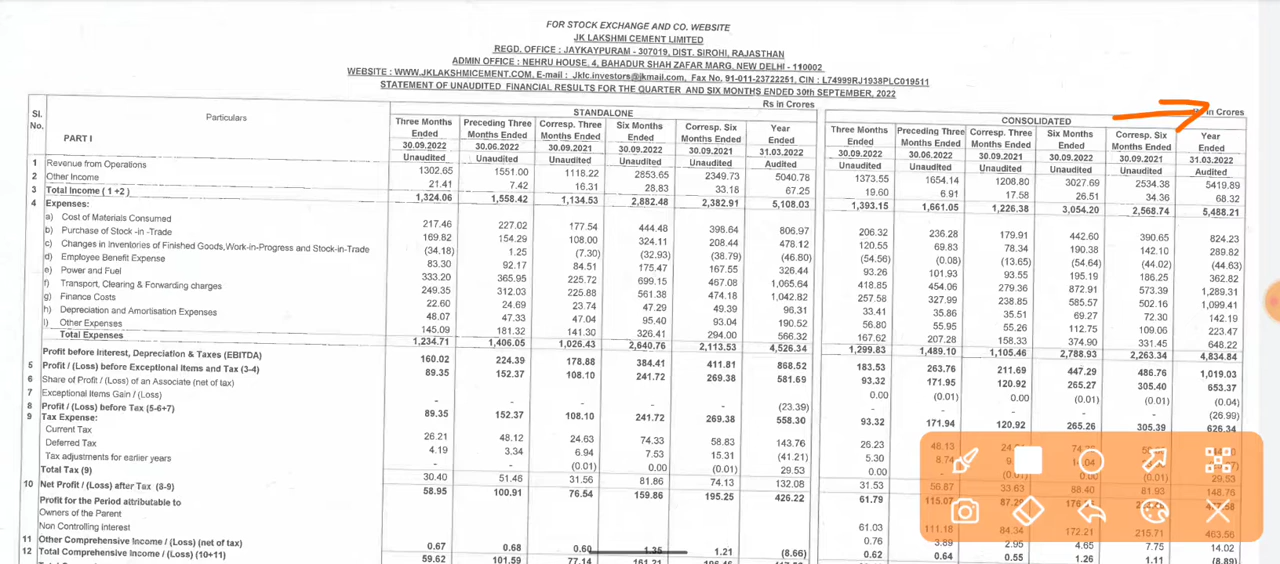 FOR STOCK EXCHANGE AND CO. WEBSITE
JK LAKSHMI CEMENT LIMITED
REGD. OFFICE : JAYKAYPURAM - 307019, DIST. SIROHI, RAJASTHAN
ADMIN OFFICE : NEHRU HOUSE, 4, BAHADUR SHAH ZAFAR MARG, NEW DELHI - 110002
WEBSITE : WWW.JKLAKSHMICEMENT.COM, E-mail : Jklc.investors@jkmail.com, Fax No. 91-011-23722251, CIN : L74999RJ1938PLC019511
STATEMENT OF UNAUDITED FINANCIAL RESULTS FOR THE QUARTER AND SIX MONTHS ENDED 30th SEPTEMBER, 2022
Rs in Crores Rs in Crores
Sl. No. Particulars STANDALONE CONSOLIDATED
PART I
Three Months Ended Preceding Three Months Ended Corresp. Three Months Ended Six Months Ended Corresp. Six Months Ended Year Ended Three Months Ended Preceding Three Months Ended Corresp. Three Months Ended Six Months Ended Corresp. Six Months Ended Year Ended
30.09.2022 30.06.2022 30.09.2021 30.09.2022 30.09.2021 31.03.2022 30.09.2022 30.06.2022 30.09.2021 30.09.2022 30.09.2021 31.03.2022
Unaudited Unaudited Unaudited Unaudited Unaudited Audited Unaudited Unaudited Unaudited Unaudited Unaudited Audited
1 Revenue from Operations 1302.65 1551.00 1118.22 2853.65 2349.73 5040.78 1373.55 1654.14 1208.80 3027.69 2534.38 5419.89
2 Other Income 21.41 7.42 16.31 28.83 33.18 67.25 19.60 6.91 17.58 26.51 34.36 68.32
3 Total Income (1+2) 1,324.06 1,558.42 1,134.53 2,882.48 2,382.91 5,108.03 1,393.15 1,661.05 1,226.38 3,054.20 2,568.74 5,488.21
4 Expenses:
a) Cost of Materials Consumed 217.46 227.02 177.54 444.48 398.64 806.97 206.32 236.28 179.91 442.60 390.65 824.23
b) Purchase of Stock -in -Trade 169.82 154.29 108.00 324.11 208.44 478.12 120.55 69.83 78.34 190.38 142.10 289.82
c) Changes in Inventories of Finished Goods,Work-in-Progress and Stock-in-Trade (34.18) 1.25 (7.30) (32.93) (38.79) (46.80) (54.56) (0.08) (13.65) (54.64) (44.02) (44.63)
d) Employee Benefit Expense 83.30 92.17 84.51 175.47 167.55 326.44 93.26 101.93 93.55 195.19 186.25 362.82
e) Power and Fuel 333.20 365.95 225.72 699.15 467.08 1,065.64 418.85 454.06 279.36 872.91 573.39 1,289.31
f) Transport, Clearing & Forwarding charges 249.35 312.03 225.88 561.38 474.18 1,042.82 257.58 327.99 238.85 585.57 502.16 1,099.41
g) Finance Costs 22.60 24.69 23.74 47.29 49.39 96.31 33.41 35.86 35.51 69.27 72.30 142.19
h) Depreciation and Amortisation Expenses 48.07 47.33 47.04 95.40 93.04 190.52 56.80 55.95 55.26 112.75 109.06 223.47
i) Other Expenses 145.09 181.32 141.30 326.41 294.00 566.32 167.62 207.28 158.33 374.90 331.45 648.22
Total Expenses 1,234.71 1,406.05 1,026.43 2,640.76 2,113.53 4,526.34 1,299.83 1,489.10 1,105.46 2,788.93 2,263.34 4,834.84
Profit before Interest, Depreciation & Taxes (EBITDA) 160.02 224.39 178.88 384.41 411.81 868.52 183.53 263.76 211.69 447.29 486.76 1,019.03
5 Profit / (Loss) before Exceptional Items and Tax (3-4) 89.35 152.37 108.10 241.72 269.38 581.69 93.32 171.95 120.92 265.27 305.40 653.37
6 Share of Profit / (Loss) of an Associate (net of tax) 0.00 (0.01) 0.00 (0.01) (0.01) (0.04)
7 Exceptional Items Gain / (Loss) - - - - - (23.39) - - - - - (26.99)
8 Profit / (Loss) before Tax (5-6+7) 89.35 152.37 108.10 241.72 269.38 558.30 93.32 171.94 120.92 265.26 305.39 626.34
9 Tax Expense:
Current Tax 26.21 48.12 24.63 74.33 58.83 143.76 26.23 48.13
Deferred Tax 4.19 3.34 6.94 7.53 15.31 (41.21) 5.30 8.74
Tax adjustments for earlier years - - (0.01) 0.00 (0.01) 29.53 0.00 (0.01) 0.00 (0.01) 29.53
Total Tax (9) 30.40 51.46 31.56 81.86 74.13 132.08 31.53 56.87 33.63 88.40 81.93 148.76
10 Net Profit / (Loss) after Tax (8-9) 58.95 100.91 76.54 159.86 195.25 426.22 61.79 115.07
Profit for the Period attributable to
Owners of the Parent 61.03 111.18 84.34 172.21 215.71 463.56
Non Controlling Interest 0.76 3.89 2.95 4.65 7.75 14.02
11 Other Comprehensive Income / (Loss) (net of tax) 0.67 0.68 0.60 1.35 1.21 (8.66) 0.62 0.64 0.55 1.26 1.11 (8.89)
12 Total Comprehensive Income / (Loss) (10+11) 59.62 101.59 77.14